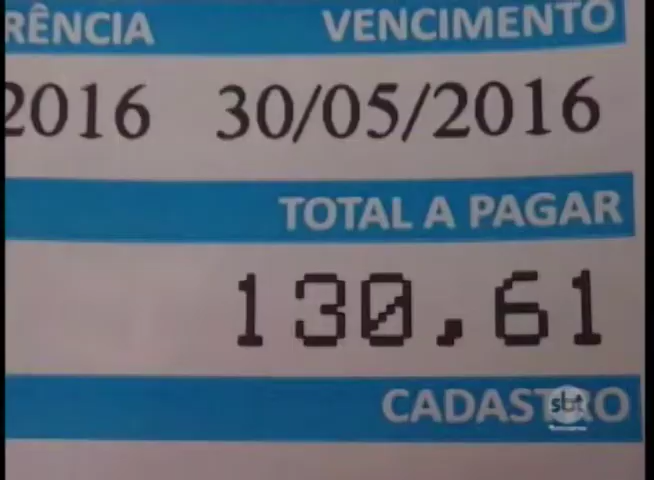 RÊNCIA VENCIMENTO
2016 30/05/2016
TOTAL A PAGAR
130,61
CADASTRO
sbt